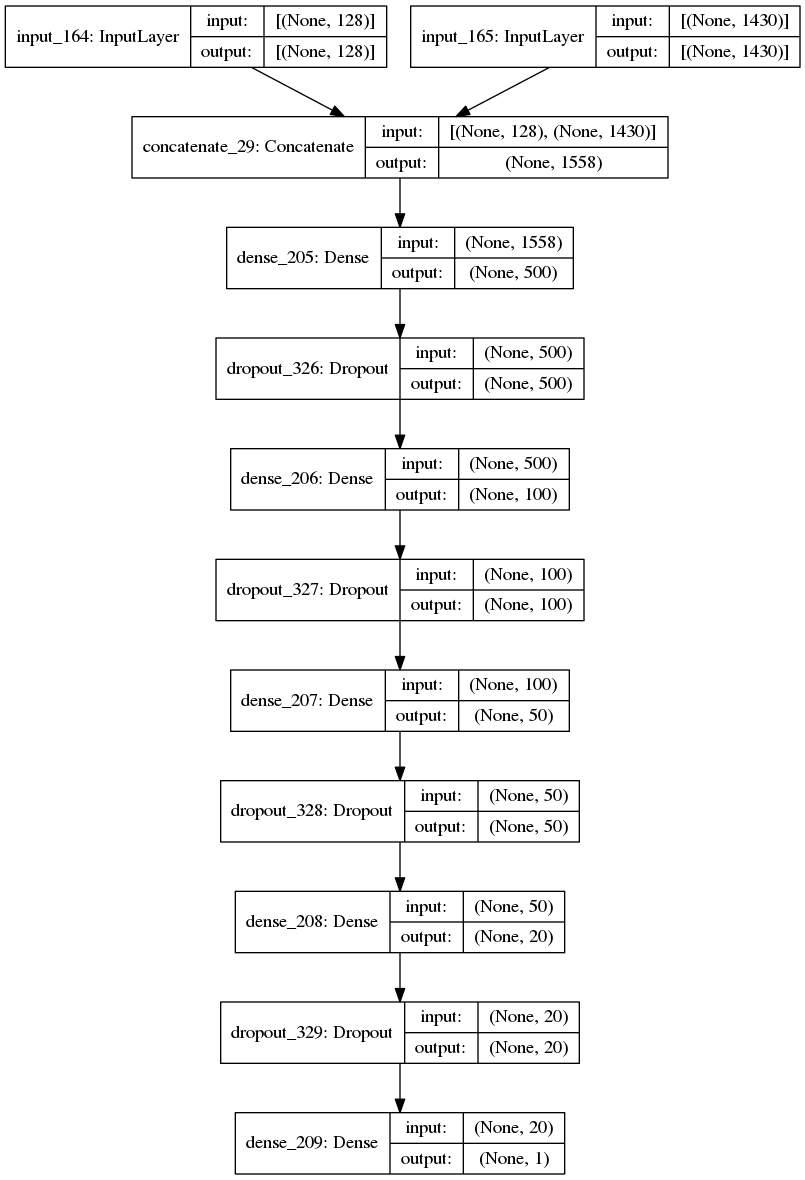 input_164: InputLayer
input: [(None, 128)]
output: [(None, 128)]
input_165: InputLayer
input: [(None, 1430)]
output: [(None, 1430)]
concatenate_29: Concatenate
input: [(None, 128), (None, 1430)]
output: (None, 1558)
dense_205: Dense
input: (None, 1558)
output: (None, 500)
dropout_326: Dropout
input: (None, 500)
output: (None, 500)
dense_206: Dense
input: (None, 500)
output: (None, 100)
dropout_327: Dropout
input: (None, 100)
output: (None, 100)
dense_207: Dense
input: (None, 100)
output: (None, 50)
dropout_328: Dropout
input: (None, 50)
output: (None, 50)
dense_208: Dense
input: (None, 50)
output: (None, 20)
dropout_329: Dropout
input: (None, 20)
output: (None, 20)
dense_209: Dense
input: (None, 20)
output: (None, 1)